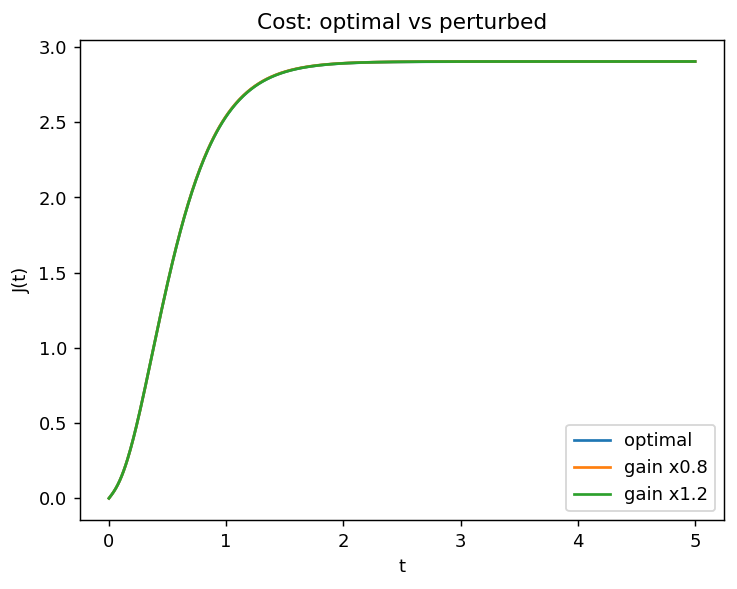 Cost: optimal vs perturbed
J(t)
3.0
2.5
2.0
1.5
1.0
0.5
0.0
optimal
gain x0.8
gain x1.2
0 1 2 3 4 5
t